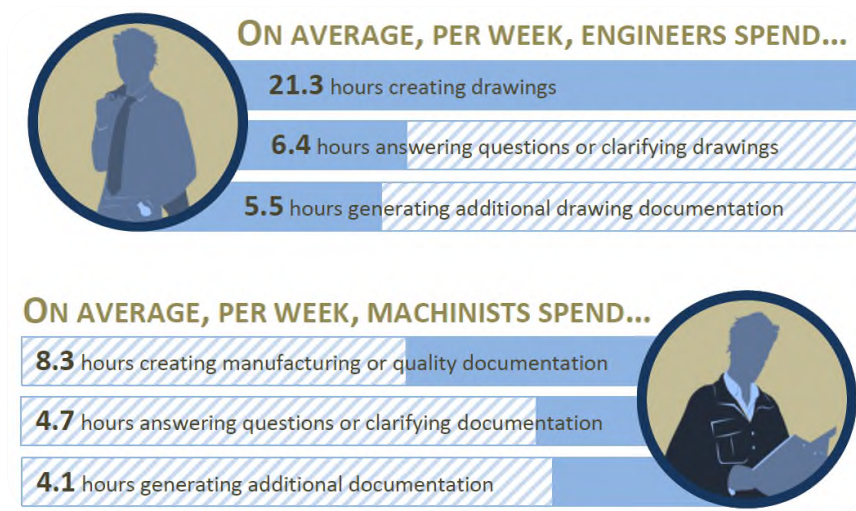 ON AVERAGE, PER WEEK, ENGINEERS SPEND...
21.3 hours creating drawings
6.4 hours answering questions or clarifying drawings
5.5 hours generating additional drawing documentation
ON AVERAGE, PER WEEK, MACHINISTS SPEND...
8.3 hours creating manufacturing or quality documentation
4.7 hours answering questions or clarifying documentation
4.1 hours generating additional documentation